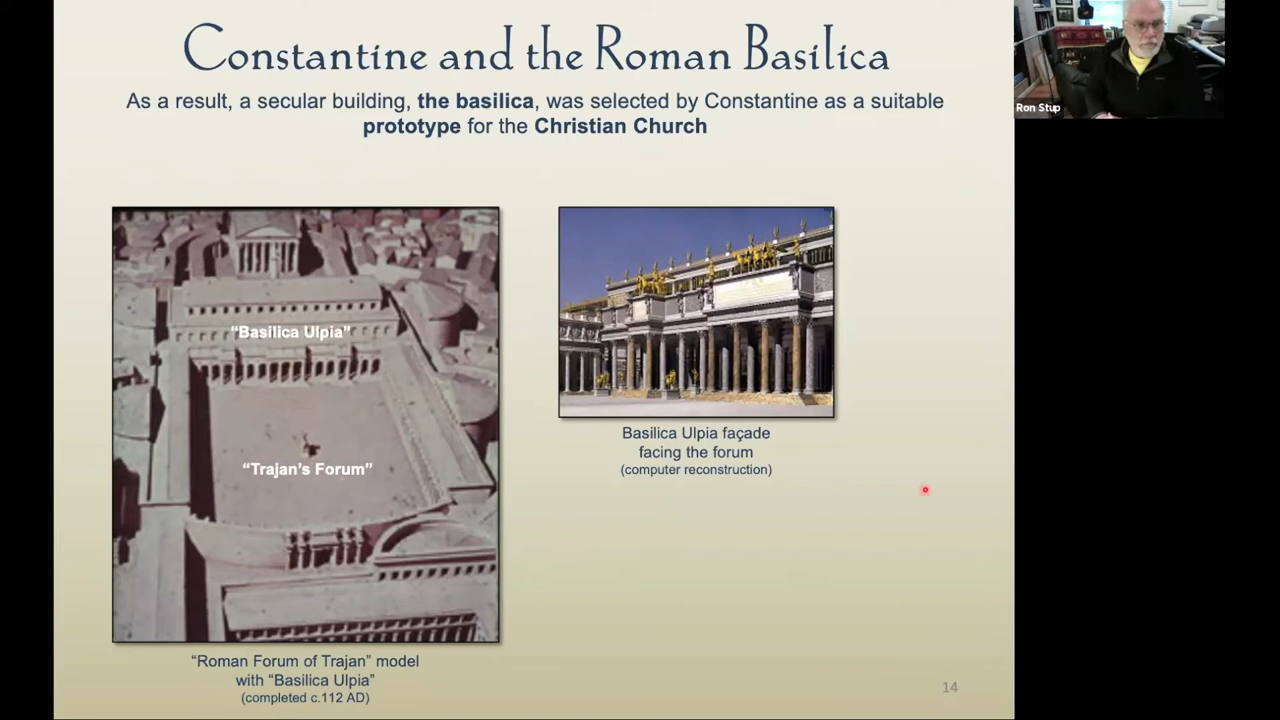 Constantine and the Roman Basilica
As a result, a secular building, the basilica, was selected by Constantine as a suitable
prototype for the Christian Church
Ron Stup
“Basilica Ulpia”
“Trajan’s Forum”
Basilica Ulpia façade
facing the forum
(computer reconstruction)
“Roman Forum of Trajan” model
with “Basilica Ulpia”
(completed c.112 AD)
14